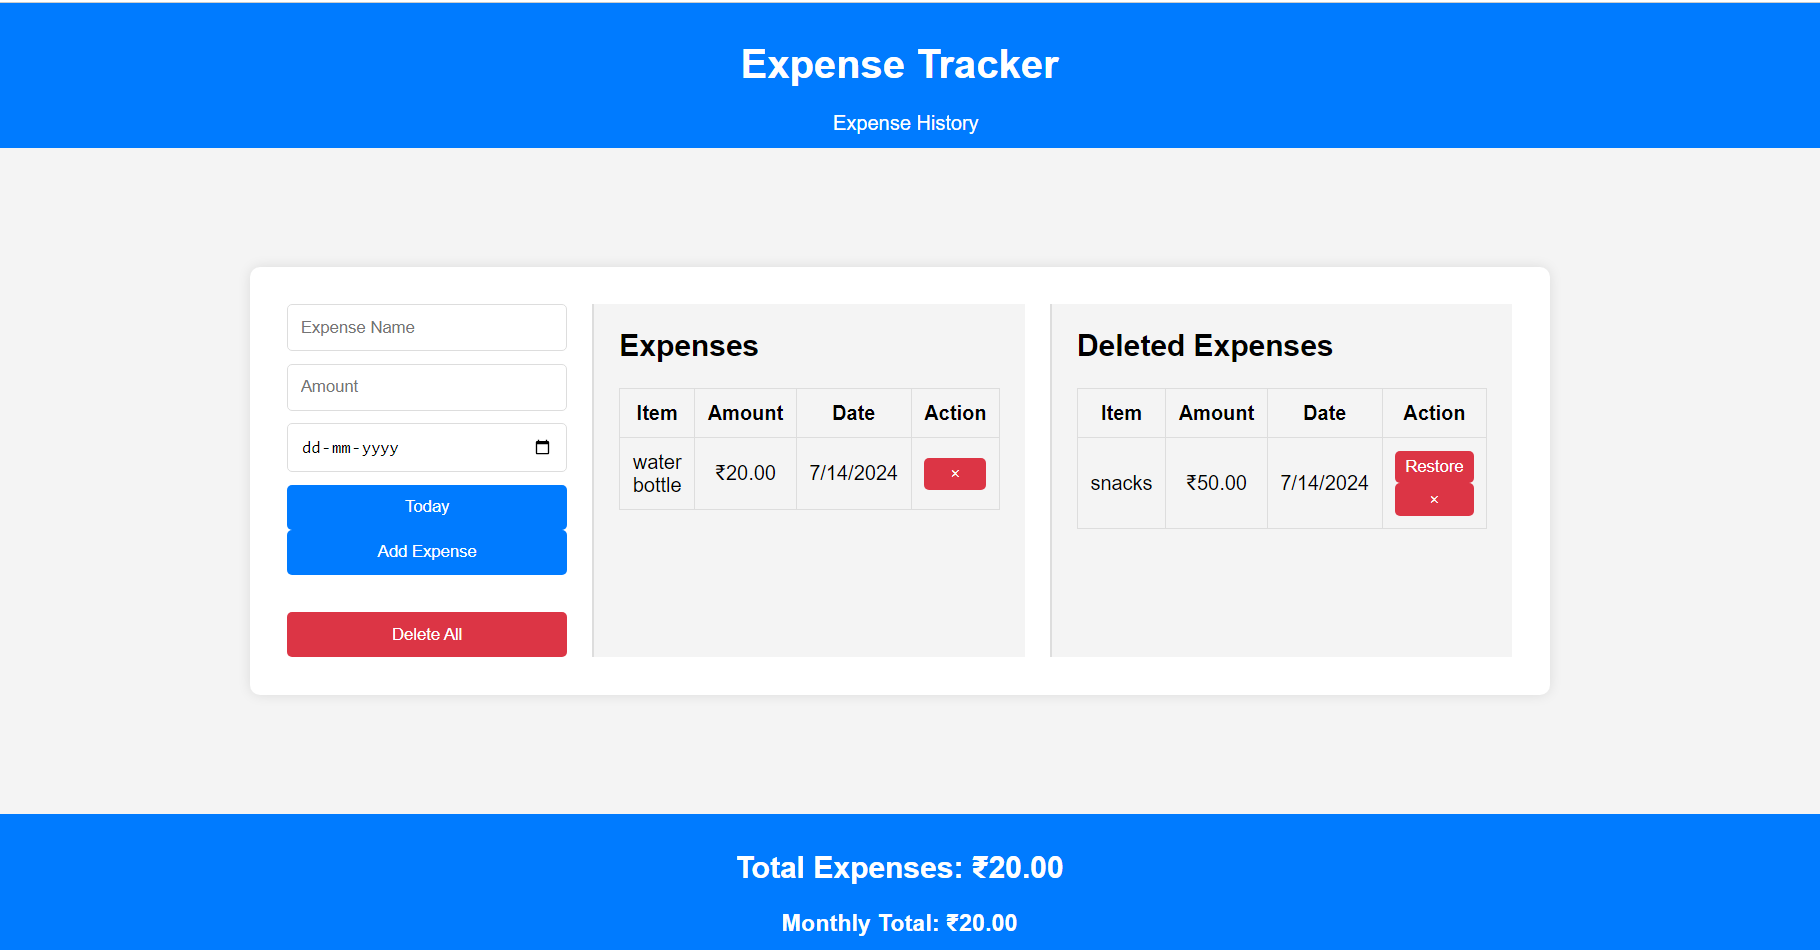 Expense Tracker
Expense History
Expense Name
Amount
dd-mm-yyyy
Today
Add Expense
Delete All
Expenses
Item Amount Date Action
water
bottle ₹20.00 7/14/2024 ×
Deleted Expenses
Item Amount Date Action
snacks ₹50.00 7/14/2024 Restore
×
Total Expenses: ₹20.00
Monthly Total: ₹20.00